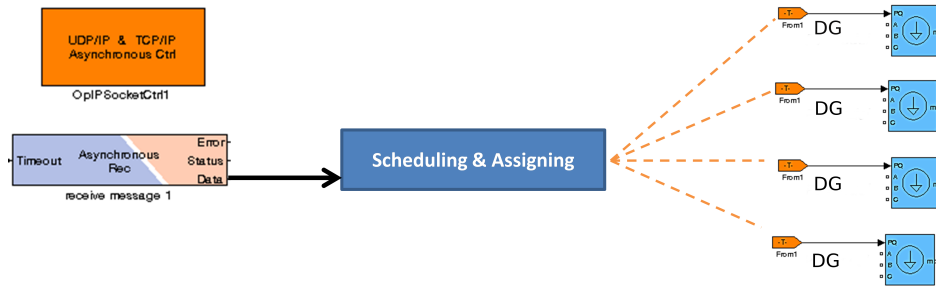 UDP/IP & TCP/IP
Asynchronous Ctrl
OpIPSocketCtrl1
Timeout
Asynchronous
Rec
Error
Status
Data
receive message 1
Scheduling & Assigning
-T-
From1
DG
PQ
A
B
C
m
-T-
From1
DG
PQ
A
B
C
m
-T-
From1
DG
PQ
A
B
C
m
-T-
From1
DG
PQ
A
B
C
m